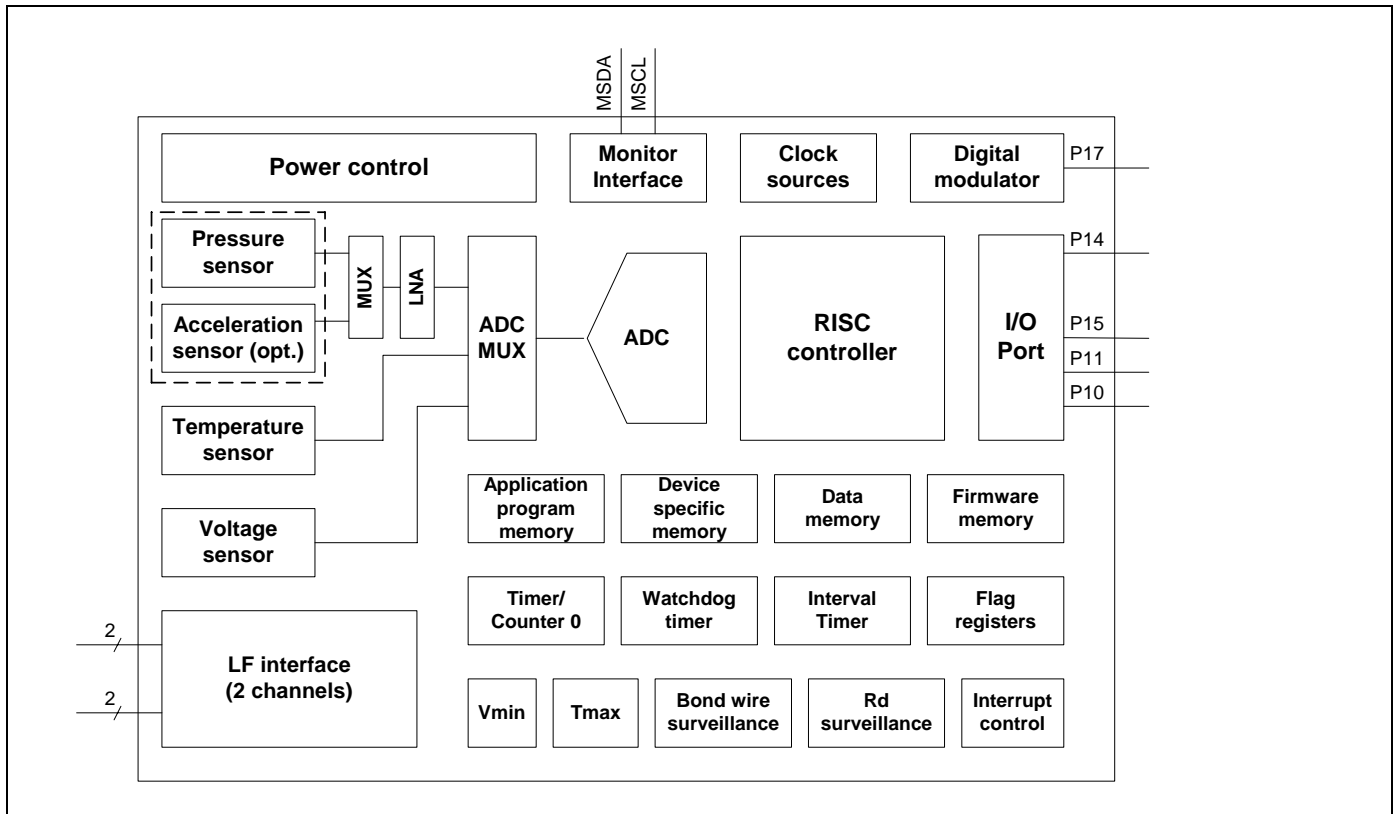 MSDA
MSCL
Power control
Monitor
Interface
Clock
sources
Digital
modulator
P17
Pressure
sensor
Acceleration
sensor (opt.)
MUX
LNA
ADC
MUX
ADC
RISC
controller
I/O
Port
P14
P15
P11
P10
Temperature
sensor
Voltage
sensor
Application
program
memory
Device
specific
memory
Data
memory
Firmware
memory
Timer/
Counter 0
Watchdog
timer
Interval
Timer
Flag
registers
2
2
LF interface
(2 channels)
Vmin
Tmax
Bond wire
surveillance
Rd
surveillance
Interrupt
control